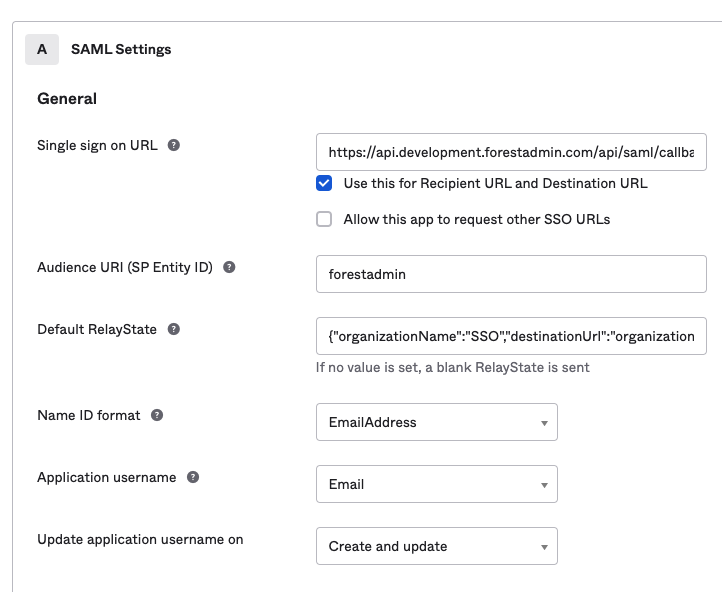 A SAML Settings
General
Single sign on URL ?
https://api.development.forestadmin.com/api/saml/callba
Use this for Recipient URL and Destination URL
Allow this app to request other SSO URLs
Audience URI (SP Entity ID) ?
forestadmin
Default RelayState ?
{"organizationName":"SSO","destinationUrl":"organization
If no value is set, a blank RelayState is sent
Name ID format ?
EmailAddress
Application username ?
Email
Update application username on
Create and update